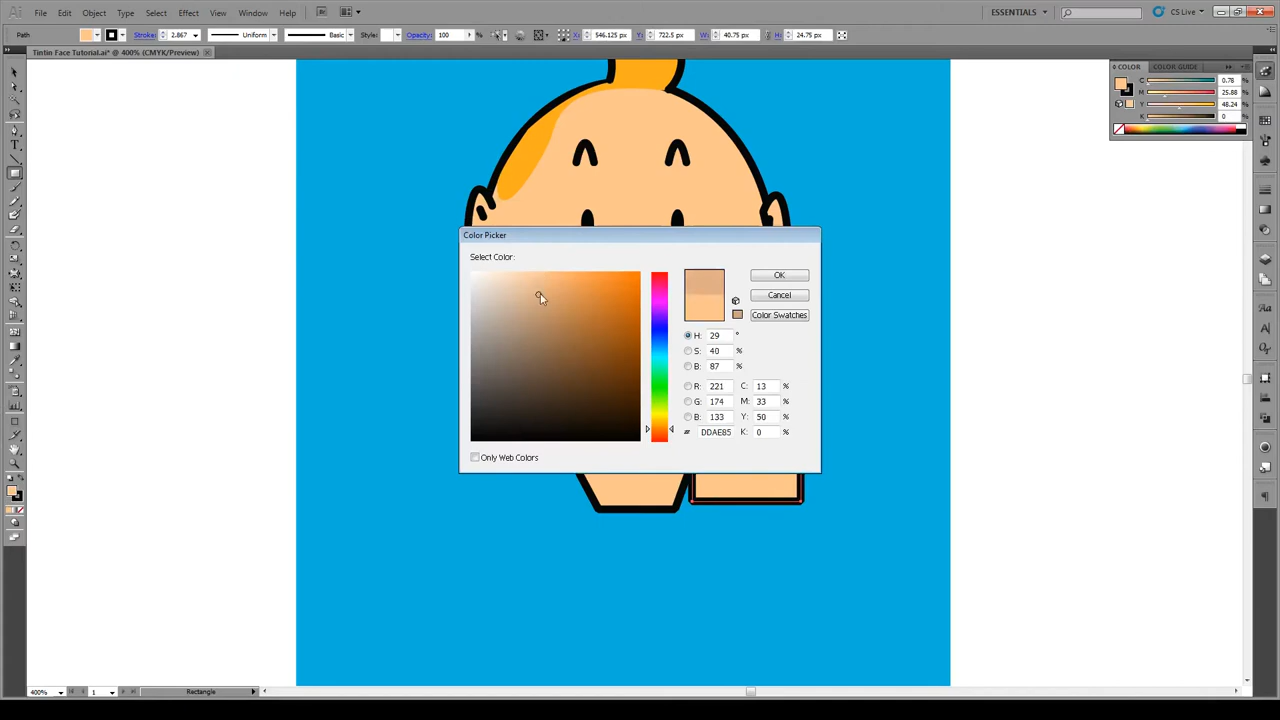 Ai File Edit Object Type Select Effect View Window Help Br ESSENTIALS CS Live
Path Stroke: 2.867 Uniform Basic Style: Opacity: 100 % X: 546.125 px Y: 722.5 px W: 40.75 px H: 24.75 px
Tintin Face Tutorial.ai* @ 400% (CMYK/Preview)
COLOR COLOR GUIDE
C 0.78 %
M 25.88 %
Y 48.24 %
K 0 %
Color Picker
Select Color:
OK
Cancel
Color Swatches
H: 29 °
S: 40 %
B: 87 %
R: 221 C: 13 %
G: 174 M: 33 %
B: 133 Y: 50 %
DDAE85 K: 0 %
Only Web Colors
400% 1 Rectangle